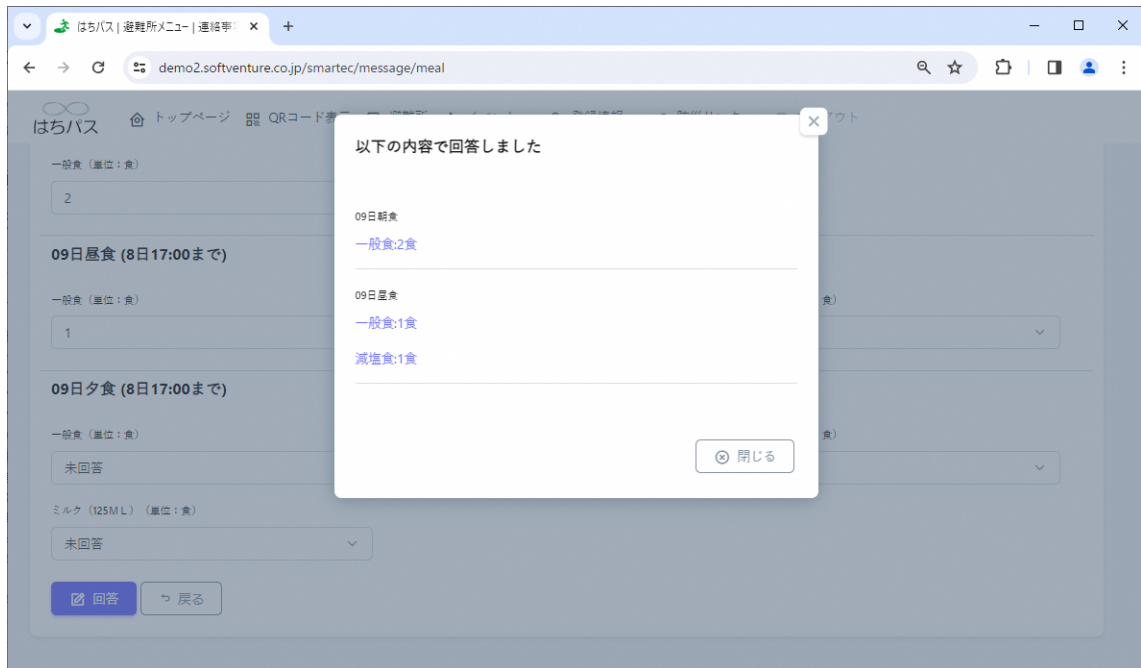 はちパス | 避難所メニュー | 連絡事
demo2.softventure.co.jp/smartec/message/meal
はちパス
トップページ
QRコード表
一般食（単位：食）
2
09日昼食 (8日17:00まで)
一般食（単位：食）
食）
1
09日夕食 (8日17:00まで)
一般食（単位：食）
食）
未回答
ミルク（125ＭＬ）（単位：食）
未回答
回答
戻る
以下の内容で回答しました
09日朝食
一般食:2食
09日昼食
一般食:1食
減塩食:1食
閉じる